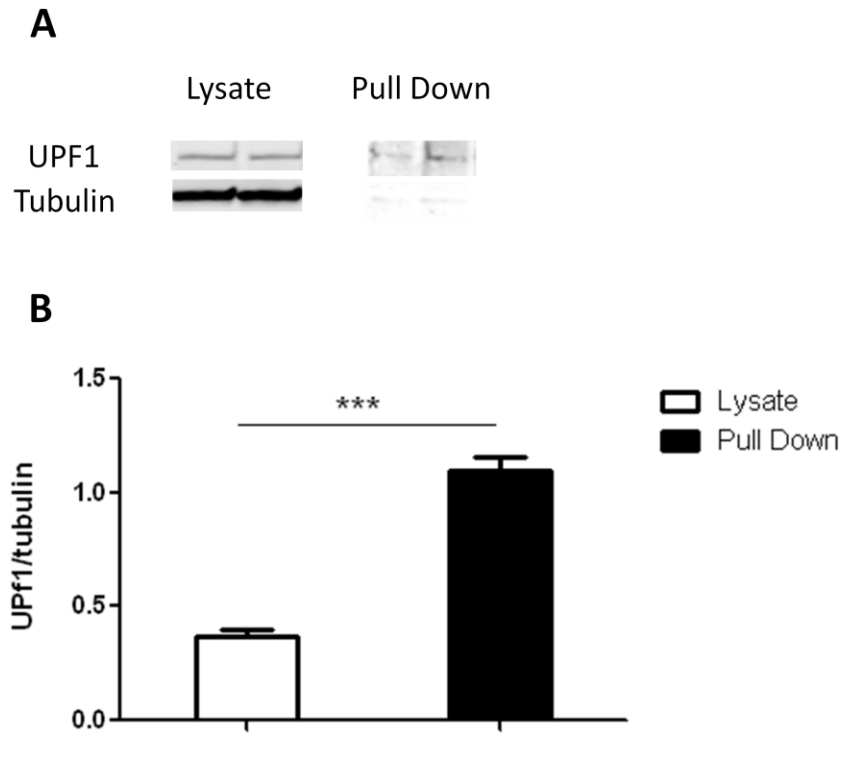 A
Lysate Pull Down
UPF1
Tubulin
B
1.5
***
Lysate
Pull Down
1.0
UPf1/tubulin
0.5
0.0